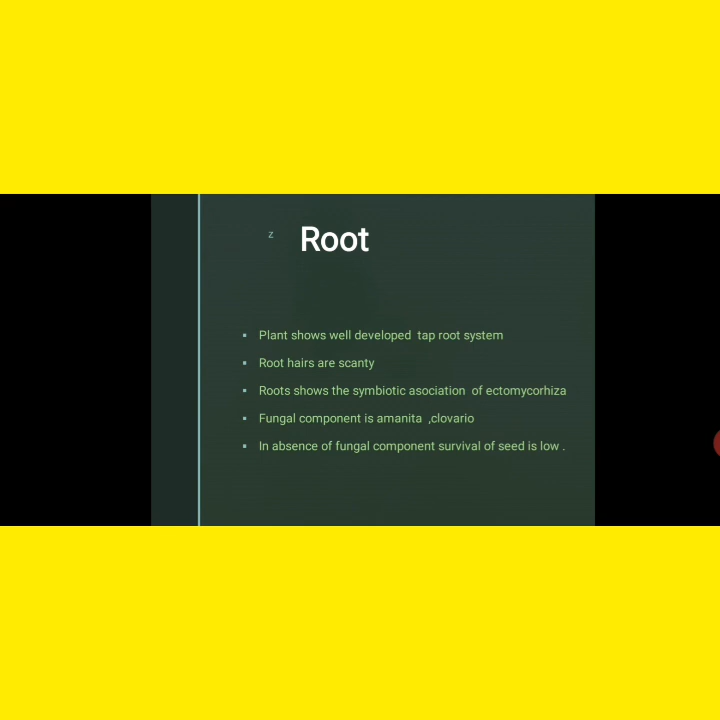 z
Root
▪ Plant shows well developed tap root system
▪ Root hairs are scanty
▪ Roots shows the symbiotic asociation of ectomycorhiza
▪ Fungal component is amanita ,clovario
▪ In absence of fungal component survival of seed is low .